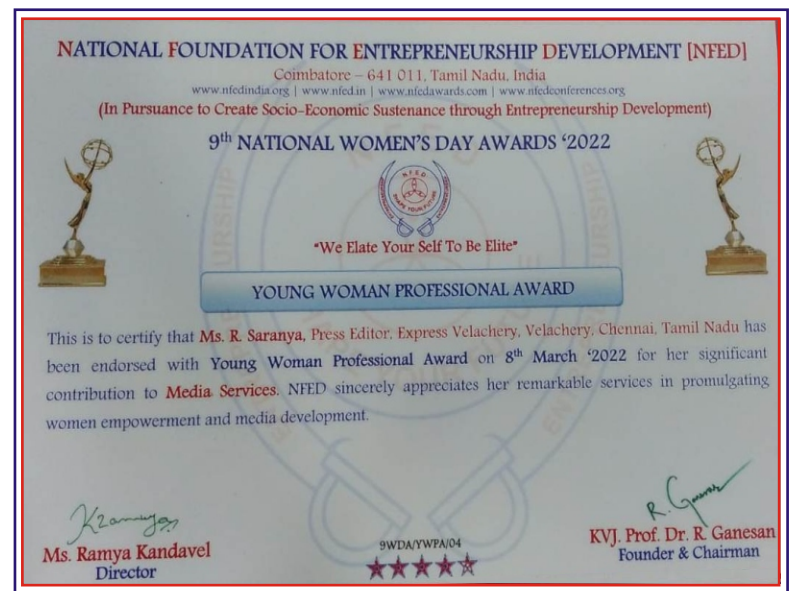 NATIONAL FOUNDATION FOR ENTREPRENEURSHIP DEVELOPMENT [NFED]
Coimbatore – 641 011, Tamil Nadu, India
www.nfedindia.org | www.nfed.in | www.nfedawards.com | www.nfedconferences.org
(In Pursuance to Create Socio-Economic Sustenance through Entrepreneurship Development)
9th NATIONAL WOMEN'S DAY AWARDS '2022
N.F.E.D
SHAPE YOUR FUTURE
"We Elate Your Self To Be Elite"
YOUNG WOMAN PROFESSIONAL AWARD
This is to certify that Ms. R. Saranya, Press Editor, Express Velachery, Velachery, Chennai, Tamil Nadu has
been endorsed with Young Woman Professional Award on 8th March '2022 for her significant
contribution to Media Services. NFED sincerely appreciates her remarkable services in promulgating
women empowerment and media development.
R. Ganesan
Ms. Ramya Kandavel
Director
9WDA/YWPA/04
KVJ. Prof. Dr. R. Ganesan
Founder & Chairman